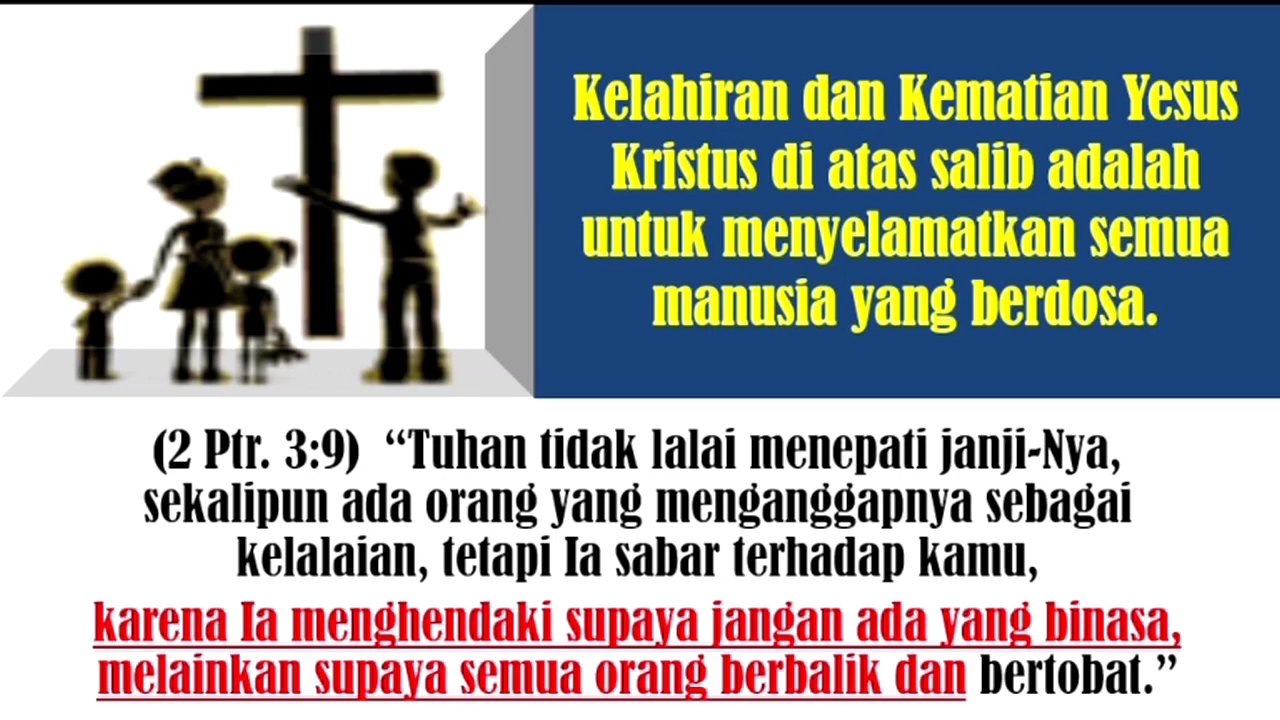 Kelahiran dan Kematian Yesus
Kristus di atas salib adalah
untuk menyelamatkan semua
manusia yang berdosa.
(2 Ptr. 3:9) “Tuhan tidak lalai menepati janji-Nya,
sekalipun ada orang yang menganggapnya sebagai
kelalaian, tetapi Ia sabar terhadap kamu,
karena Ia menghendaki supaya jangan ada yang binasa,
melainkan supaya semua orang berbalik dan bertobat.”